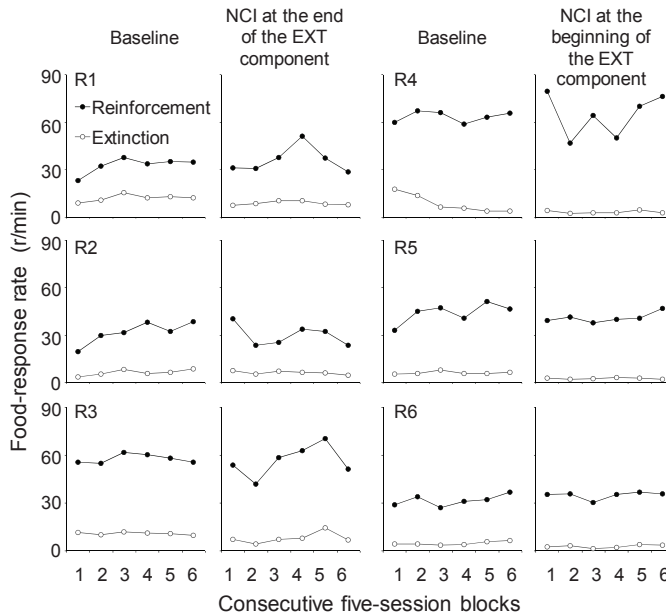 Baseline
NCI at the end
of the EXT
component
Baseline
NCI at the
beginning of
the EXT
component
Food-response rate (r/min)
90
60
30
0
R1
Reinforcement
Extinction
R4
90
60
30
0
R2
R5
90
60
30
0
R3
R6
1 2 3 4 5 6 1 2 3 4 5 6 1 2 3 4 5 6 1 2 3 4 5 6
Consecutive five-session blocks